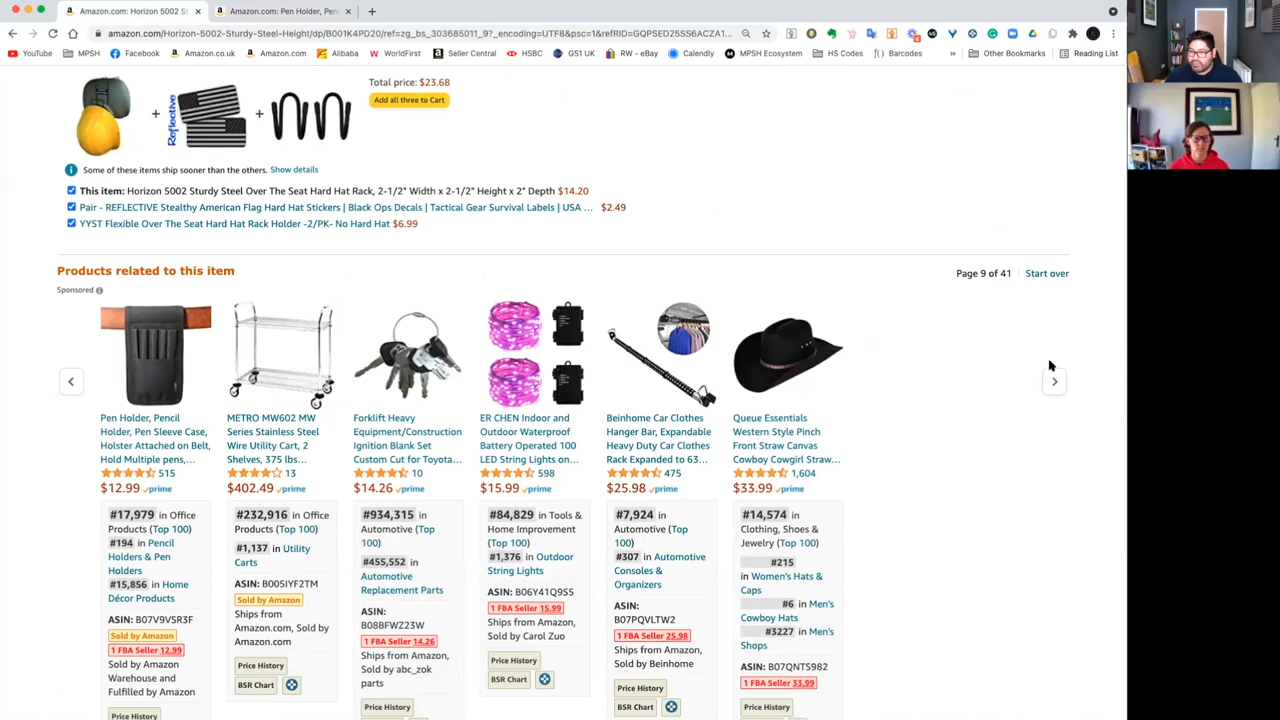 Amazon.com: Horizon 5002 S
Amazon.com: Pen Holder, Pen
amazon.com/Horizon-5002-Sturdy-Steel-Height/dp/B001K4PD20/ref=zg_bs_303685011_9?_encoding=UTF8&psc=1&refRID=GQPSED25SS6ACZA1...
YouTube
MPSH
Facebook
Amazon.co.uk
Amazon.com
Alibaba
WorldFirst
Seller Central
HSBC
GS1 UK
RW - eBay
Calendly
MPSH Ecosystem
HS Codes
Barcodes
»
Other Bookmarks
Reading List
Reflective
Total price: $23.68
Add all three to Cart
Some of these items ship sooner than the others. Show details
This item: Horizon 5002 Sturdy Steel Over The Seat Hard Hat Rack, 2-1/2" Width x 2-1/2" Height x 2" Depth $14.20
Pair - REFLECTIVE Stealthy American Flag Hard Hat Stickers | Black Ops Decals | Tactical Gear Survival Labels | USA ... $2.49
YYST Flexible Over The Seat Hard Hat Rack Holder -2/PK- No Hard Hat $6.99
Products related to this item
Page 9 of 41 | Start over
Sponsored
Pen Holder, Pencil
Holder, Pen Sleeve Case,
Holster Attached on Belt,
Hold Multiple pens,...
515
$12.99 prime
#17,979 in Office
Products (Top 100)
#194 in Pencil
Holders & Pen
Holders
#15,856 in Home
Décor Products
ASIN: B07V9VSR3F
Sold by Amazon
1 FBA Seller 12.99
Sold by Amazon
Warehouse and
Fulfilled by Amazon
Price History
METRO MW602 MW
Series Stainless Steel
Wire Utility Cart, 2
Shelves, 375 lbs...
13
$402.49 prime
#232,916 in Office
Products (Top 100)
#1,137 in Utility
Carts
ASIN: B005IYF2TM
Sold by Amazon
Ships from
Amazon.com, Sold by
Amazon.com
Price History
BSR Chart
Forklift Heavy
Equipment/Construction
Ignition Blank Set
Custom Cut for Toyota...
10
$14.26 prime
#934,315 in
Automotive (Top
100)
#455,552 in
Automotive
Replacement Parts
ASIN:
B08BFWZ23W
1 FBA Seller 14.26
Ships from Amazon,
Sold by abc_zok
parts
Price History
ER CHEN Indoor and
Outdoor Waterproof
Battery Operated 100
LED String Lights on...
598
$15.99 prime
#84,829 in Tools &
Home Improvement
(Top 100)
#1,376 in Outdoor
String Lights
ASIN: B06Y41Q9S5
1 FBA Seller 15.99
Ships from Amazon,
Sold by Carol Zuo
Price History
BSR Chart
Beinhome Car Clothes
Hanger Bar, Expandable
Heavy Duty Car Clothes
Rack Expanded to 63...
475
$25.98 prime
#7,924 in
Automotive (Top
100)
#307 in Automotive
Consoles &
Organizers
ASIN:
B07PQVLTW2
1 FBA Seller 25.98
Ships from Amazon,
Sold by Beinhome
Price History
BSR Chart
Queue Essentials
Western Style Pinch
Front Straw Canvas
Cowboy Cowgirl Straw...
1,604
$33.99 prime
#14,574 in
Clothing, Shoes &
Jewelry (Top 100)
#215
in Women's Hats &
Caps
#6 in Men's
Cowboy Hats
#3227 in Men's
Shops
ASIN: B07QNTS982
1 FBA Seller 33.99
Price History